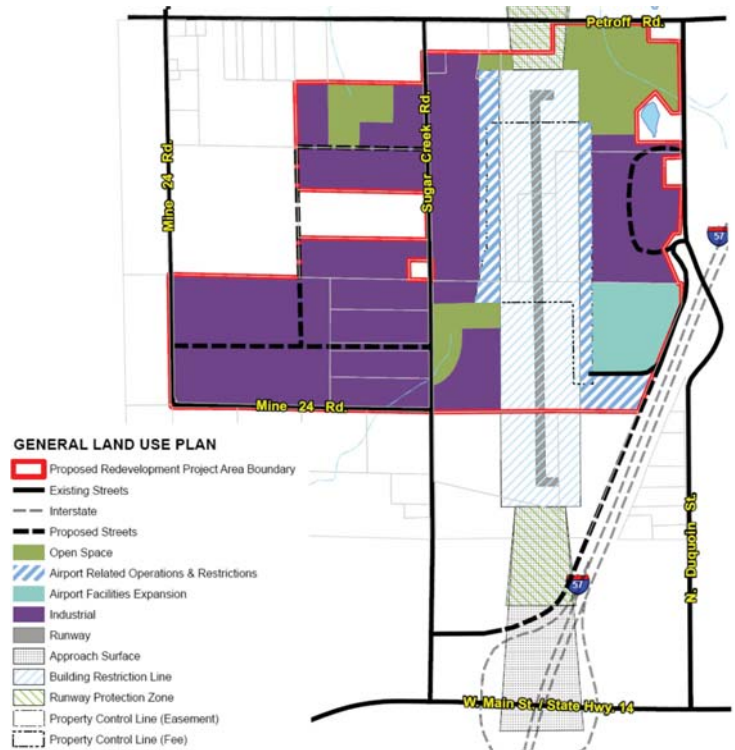 Petroff Rd.
Mine 24 Rd.
Sugar Creek Rd.
57
Mine 24 Rd.
N. Duquoin St.
57
W. Main St. / State Hwy. 14
GENERAL LAND USE PLAN
Proposed Redevelopment Project Area Boundary
Existing Streets
Interstate
Proposed Streets
Open Space
Airport Related Operations & Restrictions
Airport Facilities Expansion
Industrial
Runway
Approach Surface
Building Restriction Line
Runway Protection Zone
Property Control Line (Easement)
Property Control Line (Fee)